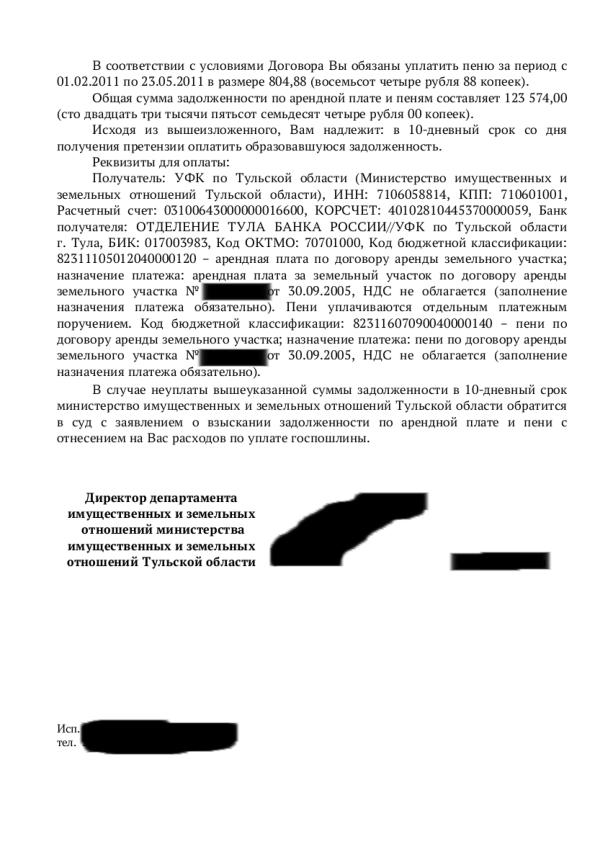 В соответствии с условиями Договора Вы обязаны уплатить пеню за период с
01.02.2011 по 23.05.2011 в размере 804,88 (восемьсот четыре рубля 88 копеек).
Общая сумма задолженности по арендной плате и пеням составляет 123 574,00
(сто двадцать три тысячи пятьсот семьдесят четыре рубля 00 копеек).
Исходя из вышеизложенного, Вам надлежит: в 10-дневный срок со дня
получения претензии оплатить образовавшуюся задолженность.
Реквизиты для оплаты:
Получатель: УФК по Тульской области (Министерство имущественных и
земельных отношений Тульской области), ИНН: 7106058814, КПП: 710601001,
Расчетный счет: 03100643000000016600, КОРСЧЕТ: 40102810445370000059, Банк
получателя: ОТДЕЛЕНИЕ ТУЛА БАНКА РОССИИ//УФК по Тульской области
г. Тула, БИК: 017003983, Код ОКТМО: 70701000, Код бюджетной классификации:
82311105012040000120 – арендная плата по договору аренды земельного участка;
назначение платежа: арендная плата за земельный участок по договору аренды
земельного участка № от 30.09.2005, НДС не облагается (заполнение
назначения платежа обязательно). Пени уплачиваются отдельным платежным
поручением. Код бюджетной классификации: 82311607090040000140 – пени по
договору аренды земельного участка; назначение платежа: пени по договору аренды
земельного участка № от 30.09.2005, НДС не облагается (заполнение
назначения платежа обязательно).
В случае неуплаты вышеуказанной суммы задолженности в 10-дневный срок
министерство имущественных и земельных отношений Тульской области обратится
в суд с заявлением о взыскании задолженности по арендной плате и пени с
отнесением на Вас расходов по уплате госпошлины.
Директор департамента
имущественных и земельных
отношений министерства
имущественных и земельных
отношений Тульской области
Исп.
тел.